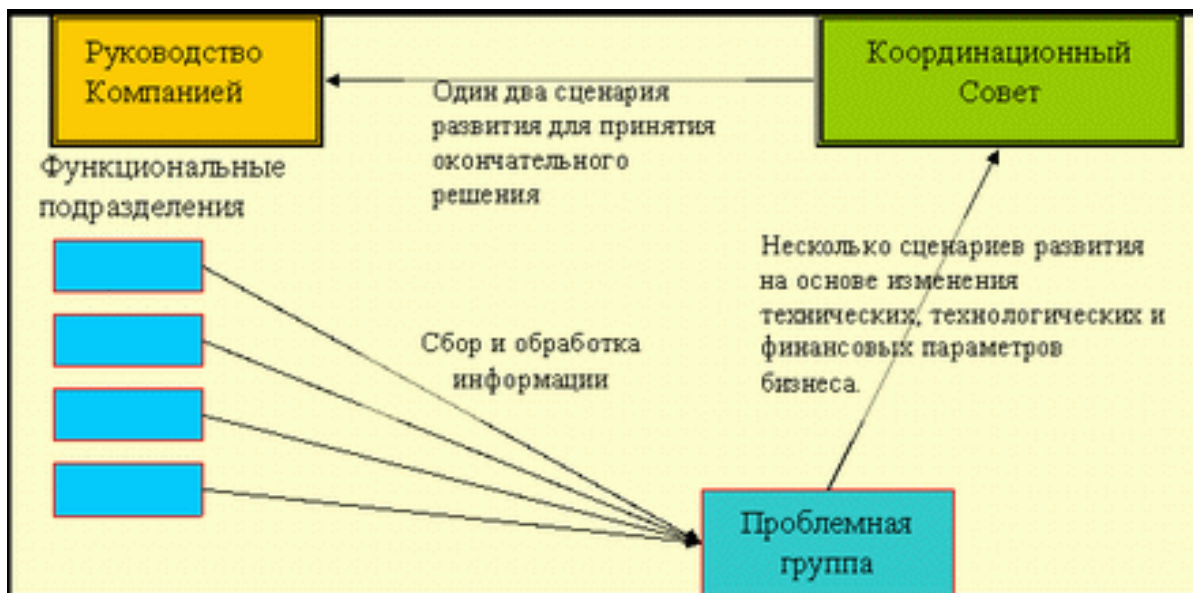 Руководство
Компанией
Координационный
Совет
Один два сценария
развития для принятия
окончательного
решения
Функциональные
подразделения
Несколько сценариев развития
на основе изменения
технических, технологических и
финансовых параметров
бизнеса.
Сбор и обработка
информации
Проблемная
группа